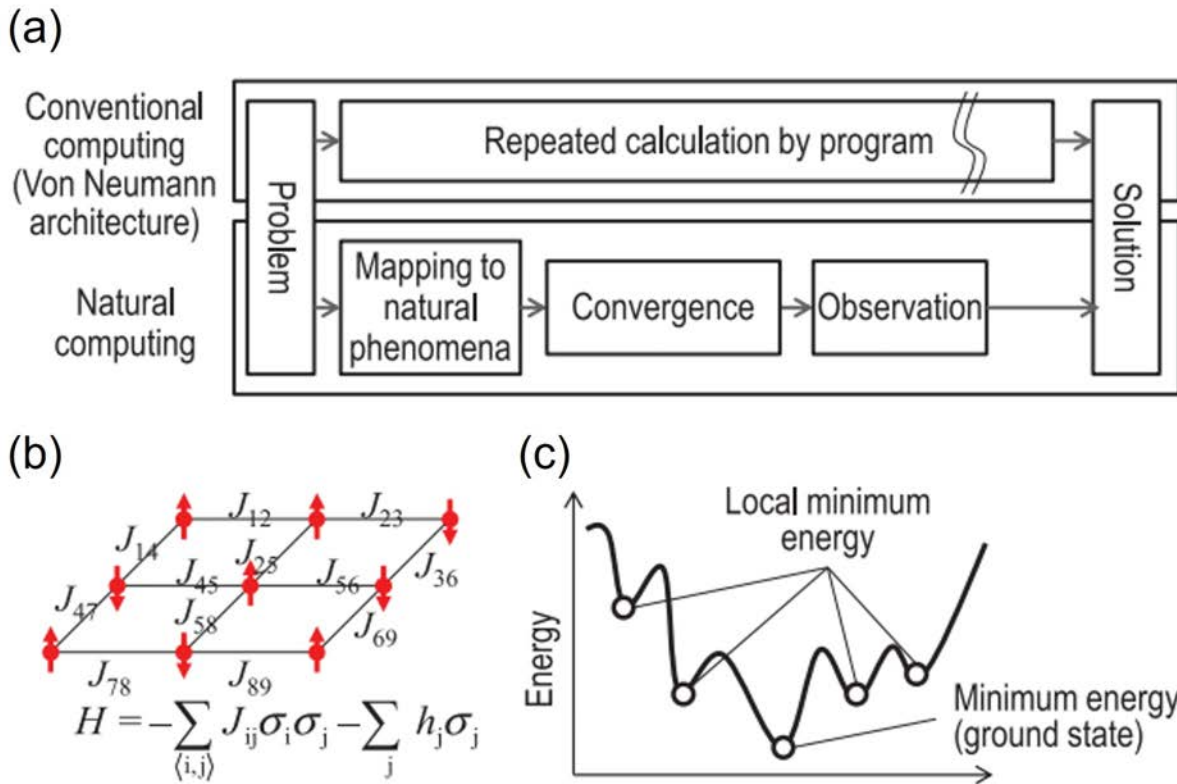 (a)
Conventional
computing
(Von Neumann
architecture)
Problem
Repeated calculation by program
Solution
Natural
computing
Mapping to
natural
phenomena
Convergence
Observation
(b)
J12
J23
J14
J25
J36
J45
J56
J47
J58
J69
J78
J89
H = −∑⟨i,j⟩ Jijσiσj − ∑j hjσj
(c)
Energy
Local minimum
energy
Minimum energy
(ground state)